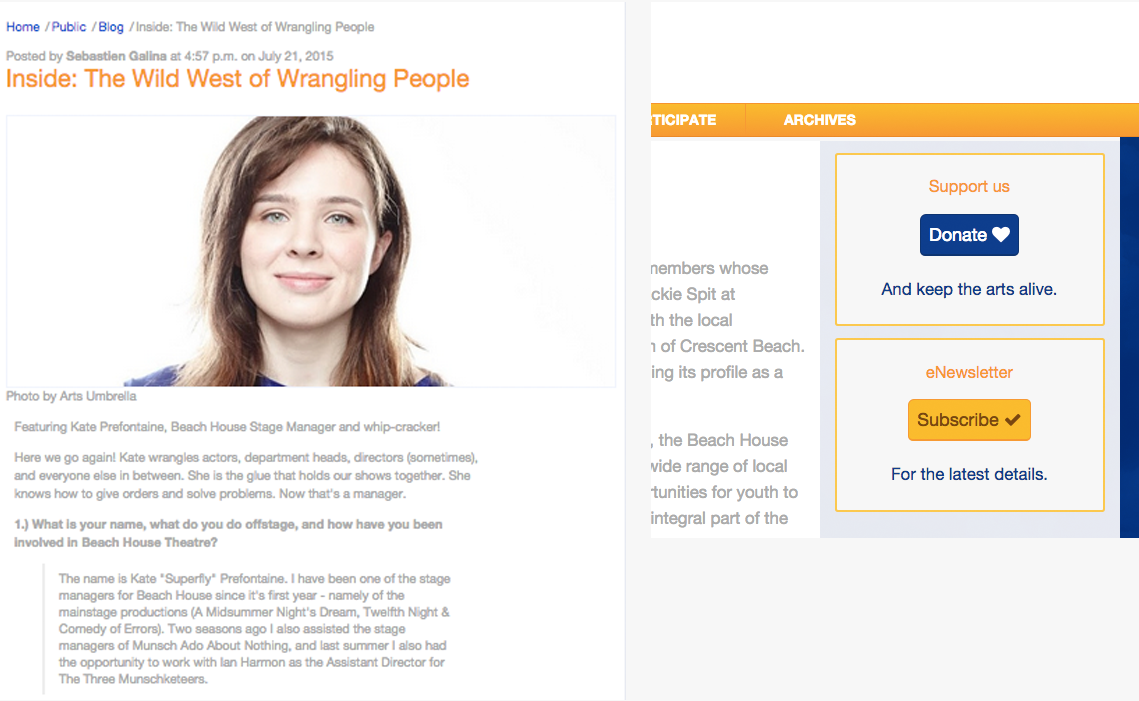 Home / Public / Blog / Inside: The Wild West of Wrangling People
Posted by Sebastien Galina at 4:57 p.m. on July 21, 2015
Inside: The Wild West of Wrangling People
Photo by Arts Umbrella
Featuring Kate Prefontaine, Beach House Stage Manager and whip-cracker!
Here we go again! Kate wrangles actors, department heads, directors (sometimes),
and everyone else in between. She is the glue that holds our shows together. She
knows how to give orders and solve problems. Now that's a manager.
1.) What is your name, what do you do offstage, and how have you been
involved in Beach House Theatre?
The name is Kate "Superfly" Prefontaine. I have been one of the stage
managers for Beach House since it's first year - namely of the
mainstage productions (A Midsummer Night's Dream, Twelfth Night &
Comedy of Errors). Two seasons ago I also assisted the stage
managers of Munsch Ado About Nothing, and last summer I also had
the opportunity to work with Ian Harmon as the Assistant Director for
The Three Munschketeers.
TICIPATE ARCHIVES
members whose
ckie Spit at
th the local
n of Crescent Beach.
ing its profile as a
, the Beach House
wide range of local
rtunities for youth to
integral part of the
Support us
Donate
And keep the arts alive.
eNewsletter
Subscribe
For the latest details.